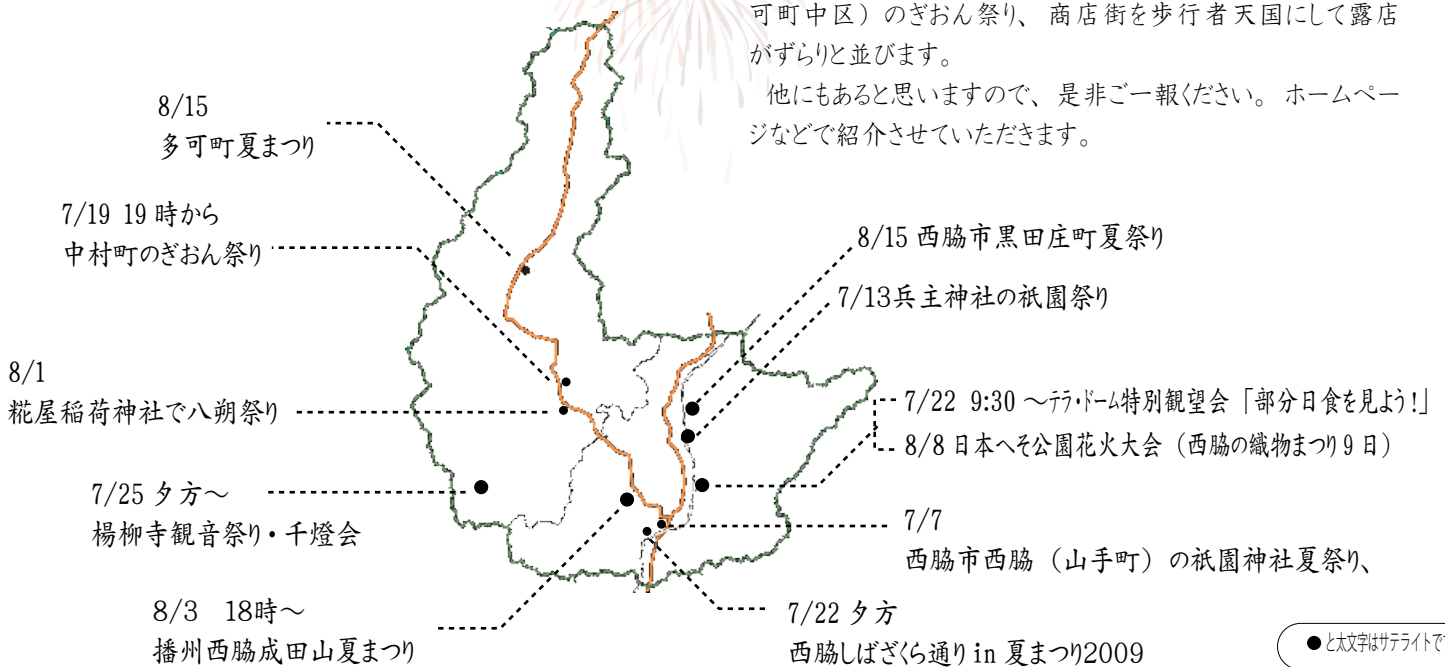 可町中区）のぎおん祭り、商店街を歩行者天国にして露店
がずらりと並びます。
他にもあると思いますので、是非ご一報ください。ホームペー
ジなどで紹介させていただきます。
8/15
多可町夏まつり
7/19 19時から
中村町のぎおん祭り
8/1
糀屋稲荷神社で八朔祭り
7/25 夕方～
楊柳寺観音祭り・千燈会
8/3　18時～
播州西脇成田山夏まつり
8/15 西脇市黒田庄町夏祭り
7/13兵主神社の祇園祭り
7/22 9:30 ～テラ・ドーム特別観望会「部分日食を見よう！」
8/8 日本へそ公園花火大会（西脇の織物まつり9日）
7/7
西脇市西脇（山手町）の祇園神社夏祭り、
7/22 夕方
西脇しばざくら通り in 夏まつり2009
●と太文字はサテライトで